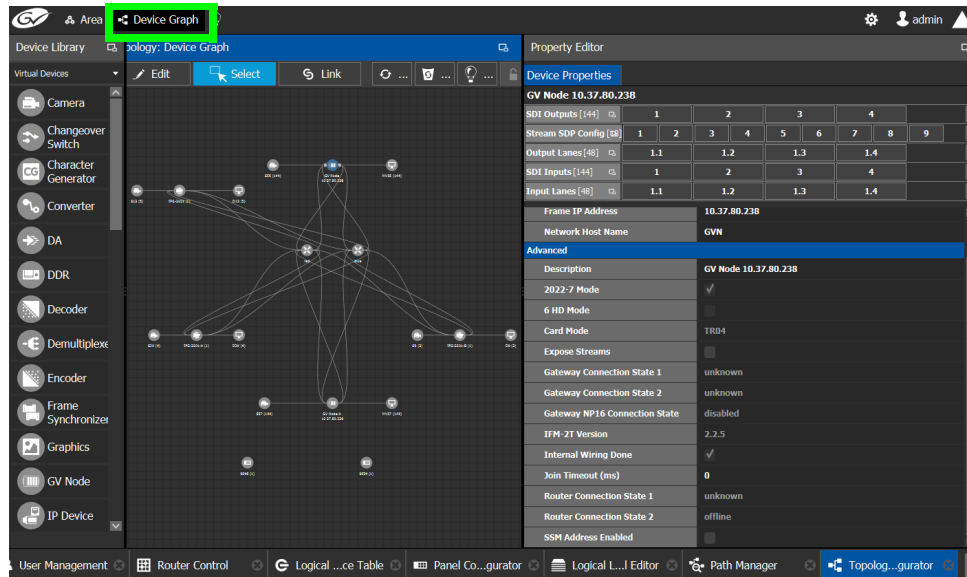 GV Area Device Graph admin
Device Library
pology: Device Graph
Property Editor
Virtual Devices
Edit Select Link ... ... ...
Device Properties
Camera
Changeover
Switch
Character
Generator
CG
Converter
DA
DDR
Decoder
Demultiplexe
Encoder
Frame
Synchronizer
Graphics
GV Node
IP Device
GV Node
10.37.80.238
GV Node 10.37.80.238
SDI Outputs [144] 1 2 3 4
Stream SDP Config 1 2 3 4 5 6 7 8 9
Output Lanes [48] 1.1 1.2 1.3 1.4
SDI Inputs [144] 1 2 3 4
Input Lanes [48] 1.1 1.2 1.3 1.4
Frame IP Address 10.37.80.238
Network Host Name GVN
Advanced
Description GV Node 10.37.80.238
2022-7 Mode
6 HD Mode
Card Mode TR04
Expose Streams
Gateway Connection State 1 unknown
Gateway Connection State 2 unknown
Gateway NP16 Connection State disabled
IFM-2T Version 2.2.5
Internal Wiring Done
Join Timeout (ms) 0
Router Connection State 1 unknown
Router Connection State 2 offline
SSM Address Enabled
User Management Router Control Logical ...ce Table Panel Co...gurator Logical L...l Editor Path Manager Topolog...gurator